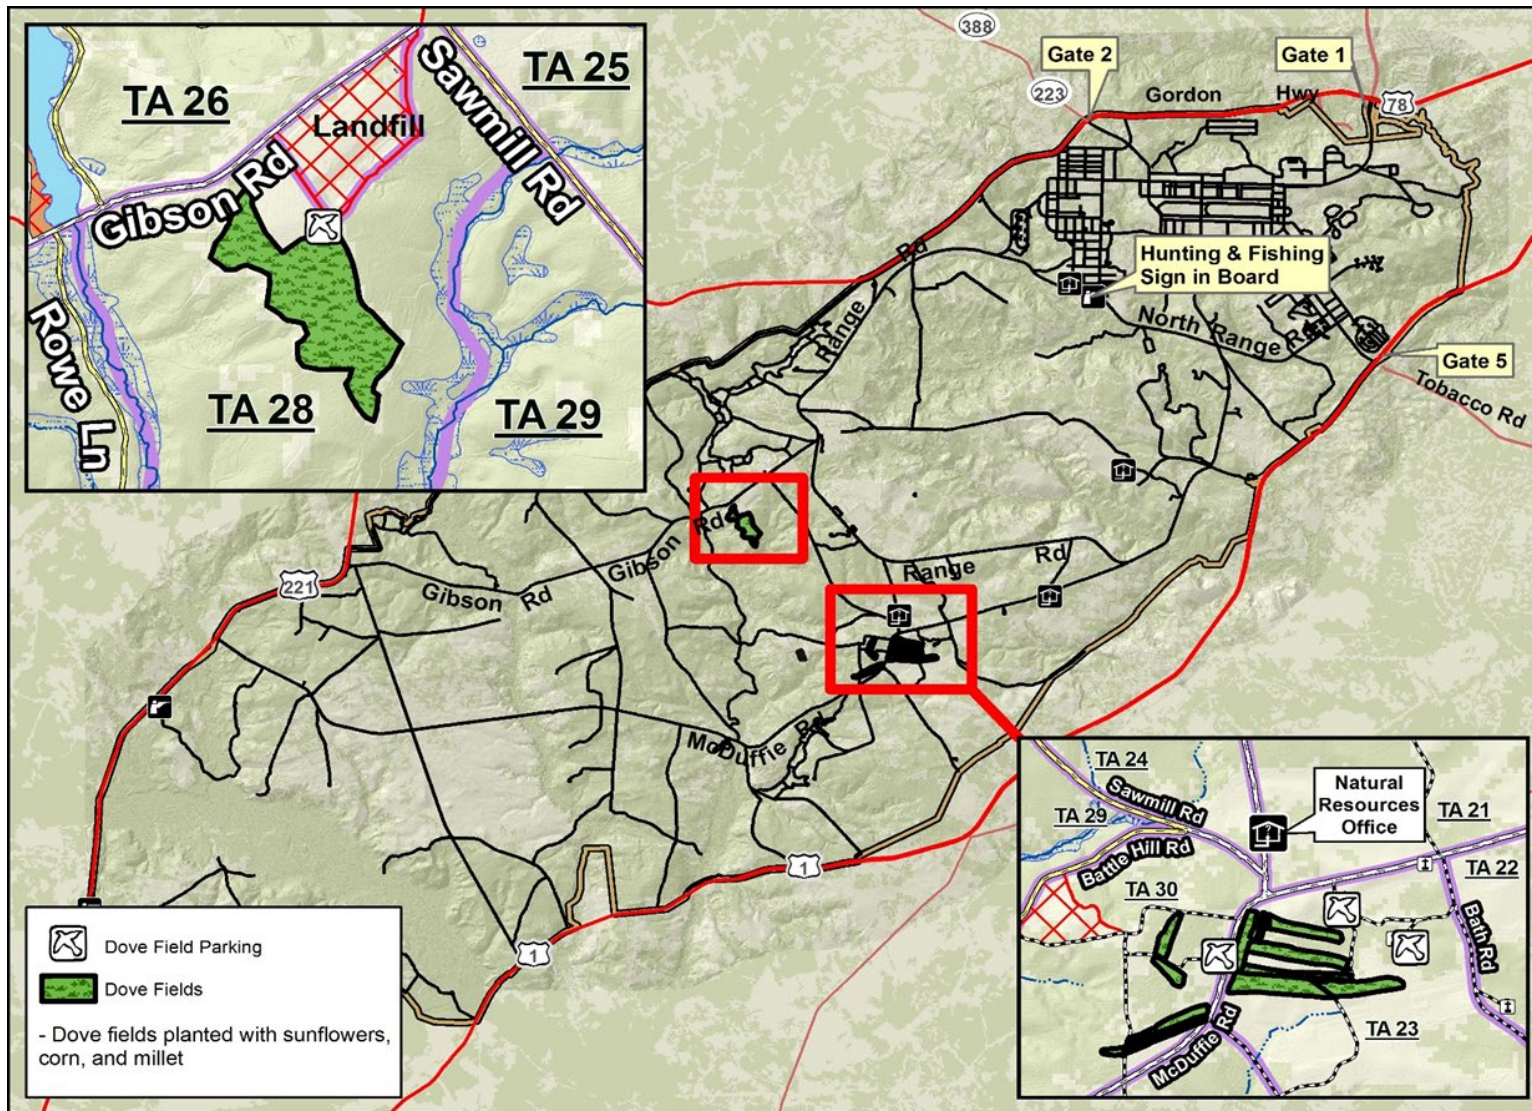 TA 26
TA 25
Landfill
Sawmill Rd
Gibson Rd
Rowe Ln
TA 28
TA 29
388
223
Gate 2
Gate 1
Gordon
Hwy
78
Rd
Range
Hunting & Fishing
Sign in Board
North Range Rd
Gate 5
Tobacco Rd
Gibson Rd
Range
Rd
221
Gibson
Rd
McDuffie Rd
1
1
TA 24
Sawmill Rd
Natural
Resources
Office
TA 29
TA 21
Battle Hill Rd
TA 22
TA 30
Bath Rd
TA 23
McDuffie Rd
Dove Field Parking
Dove Fields
- Dove fields planted with sunflowers,
corn, and millet